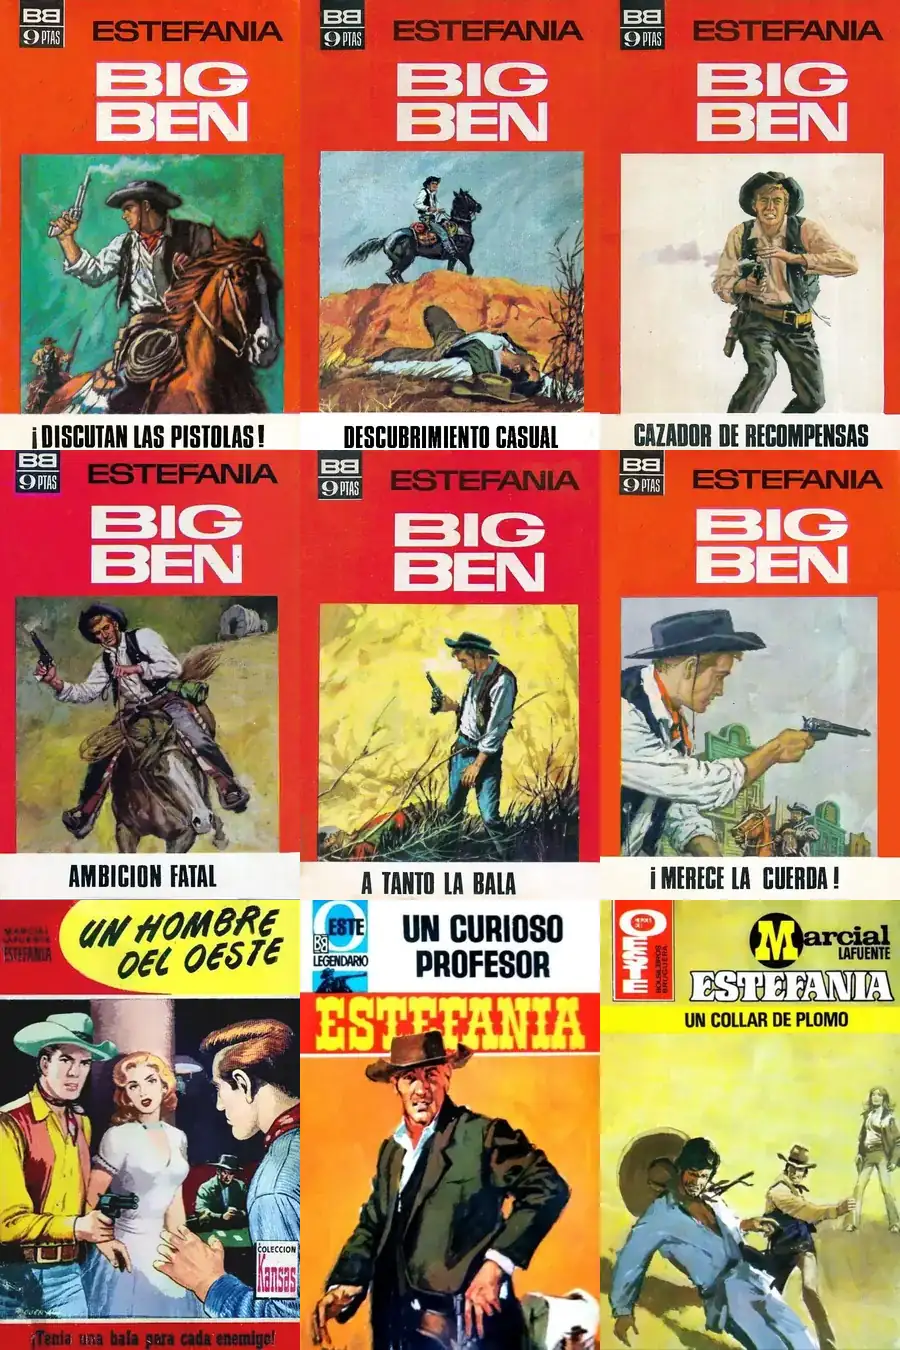 BB
9 PTAS
ESTEFANIA
BIG
BEN
¡DISCUTAN LAS PISTOLAS!
BB
9 PTAS
ESTEFANIA
BIG
BEN
DESCUBRIMIENTO CASUAL
BB
9 PTAS
ESTEFANIA
BIG
BEN
CAZADOR DE RECOMPENSAS
BB
9 PTAS
ESTEFANIA
BIG
BEN
AMBICION FATAL
BB
9 PTAS
ESTEFANIA
BIG
BEN
A TANTO LA BALA
BB
9 PTAS
ESTEFANIA
BIG
BEN
¡MERECE LA CUERDA!
MARCIAL
LAFUENTE
ESTEFANIA
UN HOMBRE
DEL OESTE
COLECCION
Kansas
¡Tenía una bala para cada enemigo!
OESTE
BB
LEGENDARIO
UN CURIOSO
PROFESOR
ESTEFANIA
HEROES DEL
OESTE
BOLSILIBROS
BRUGUERA
Marcial
LAFUENTE
ESTEFANIA
UN COLLAR DE PLOMO